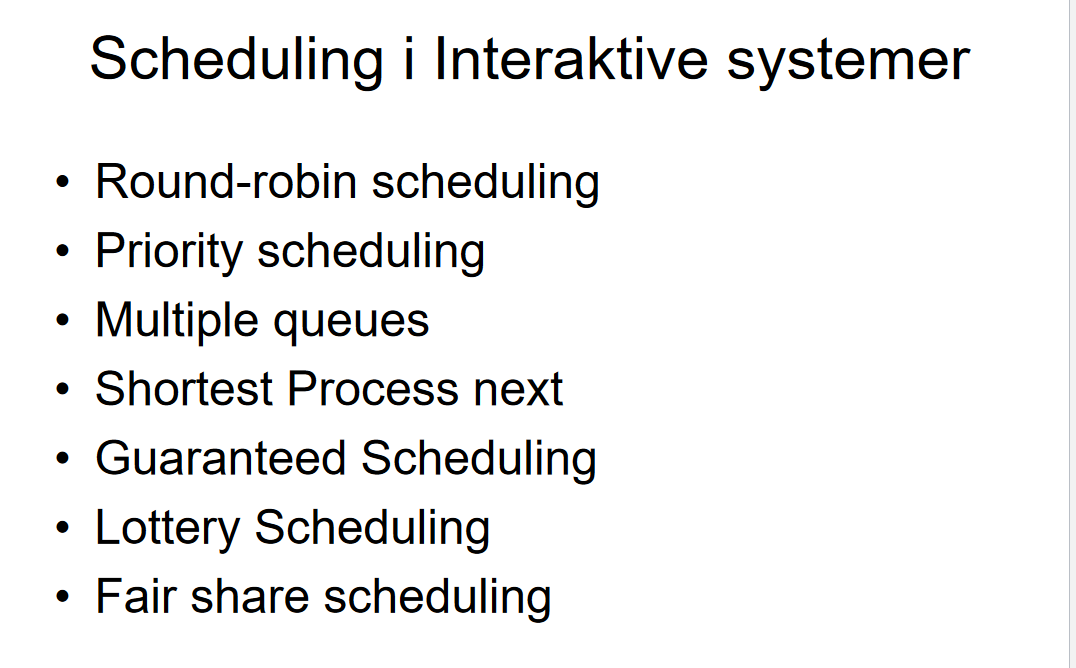 Scheduling i Interaktive systemer
• Round-robin scheduling
• Priority scheduling
• Multiple queues
• Shortest Process next
• Guaranteed Scheduling
• Lottery Scheduling
• Fair share scheduling